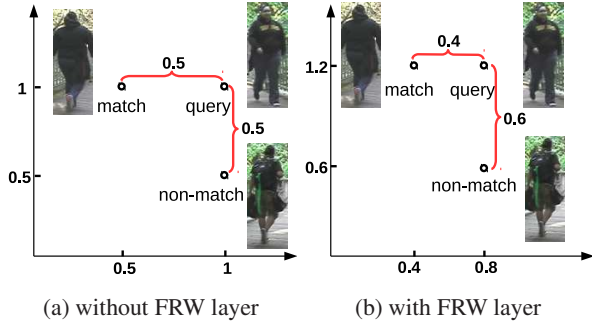 0.5
1
match
query
0.5
0.5
non-match
0.5
1
(a) without FRW layer
0.4
1.2
match
query
0.6
0.6
non-match
0.4
0.8
(b) with FRW layer